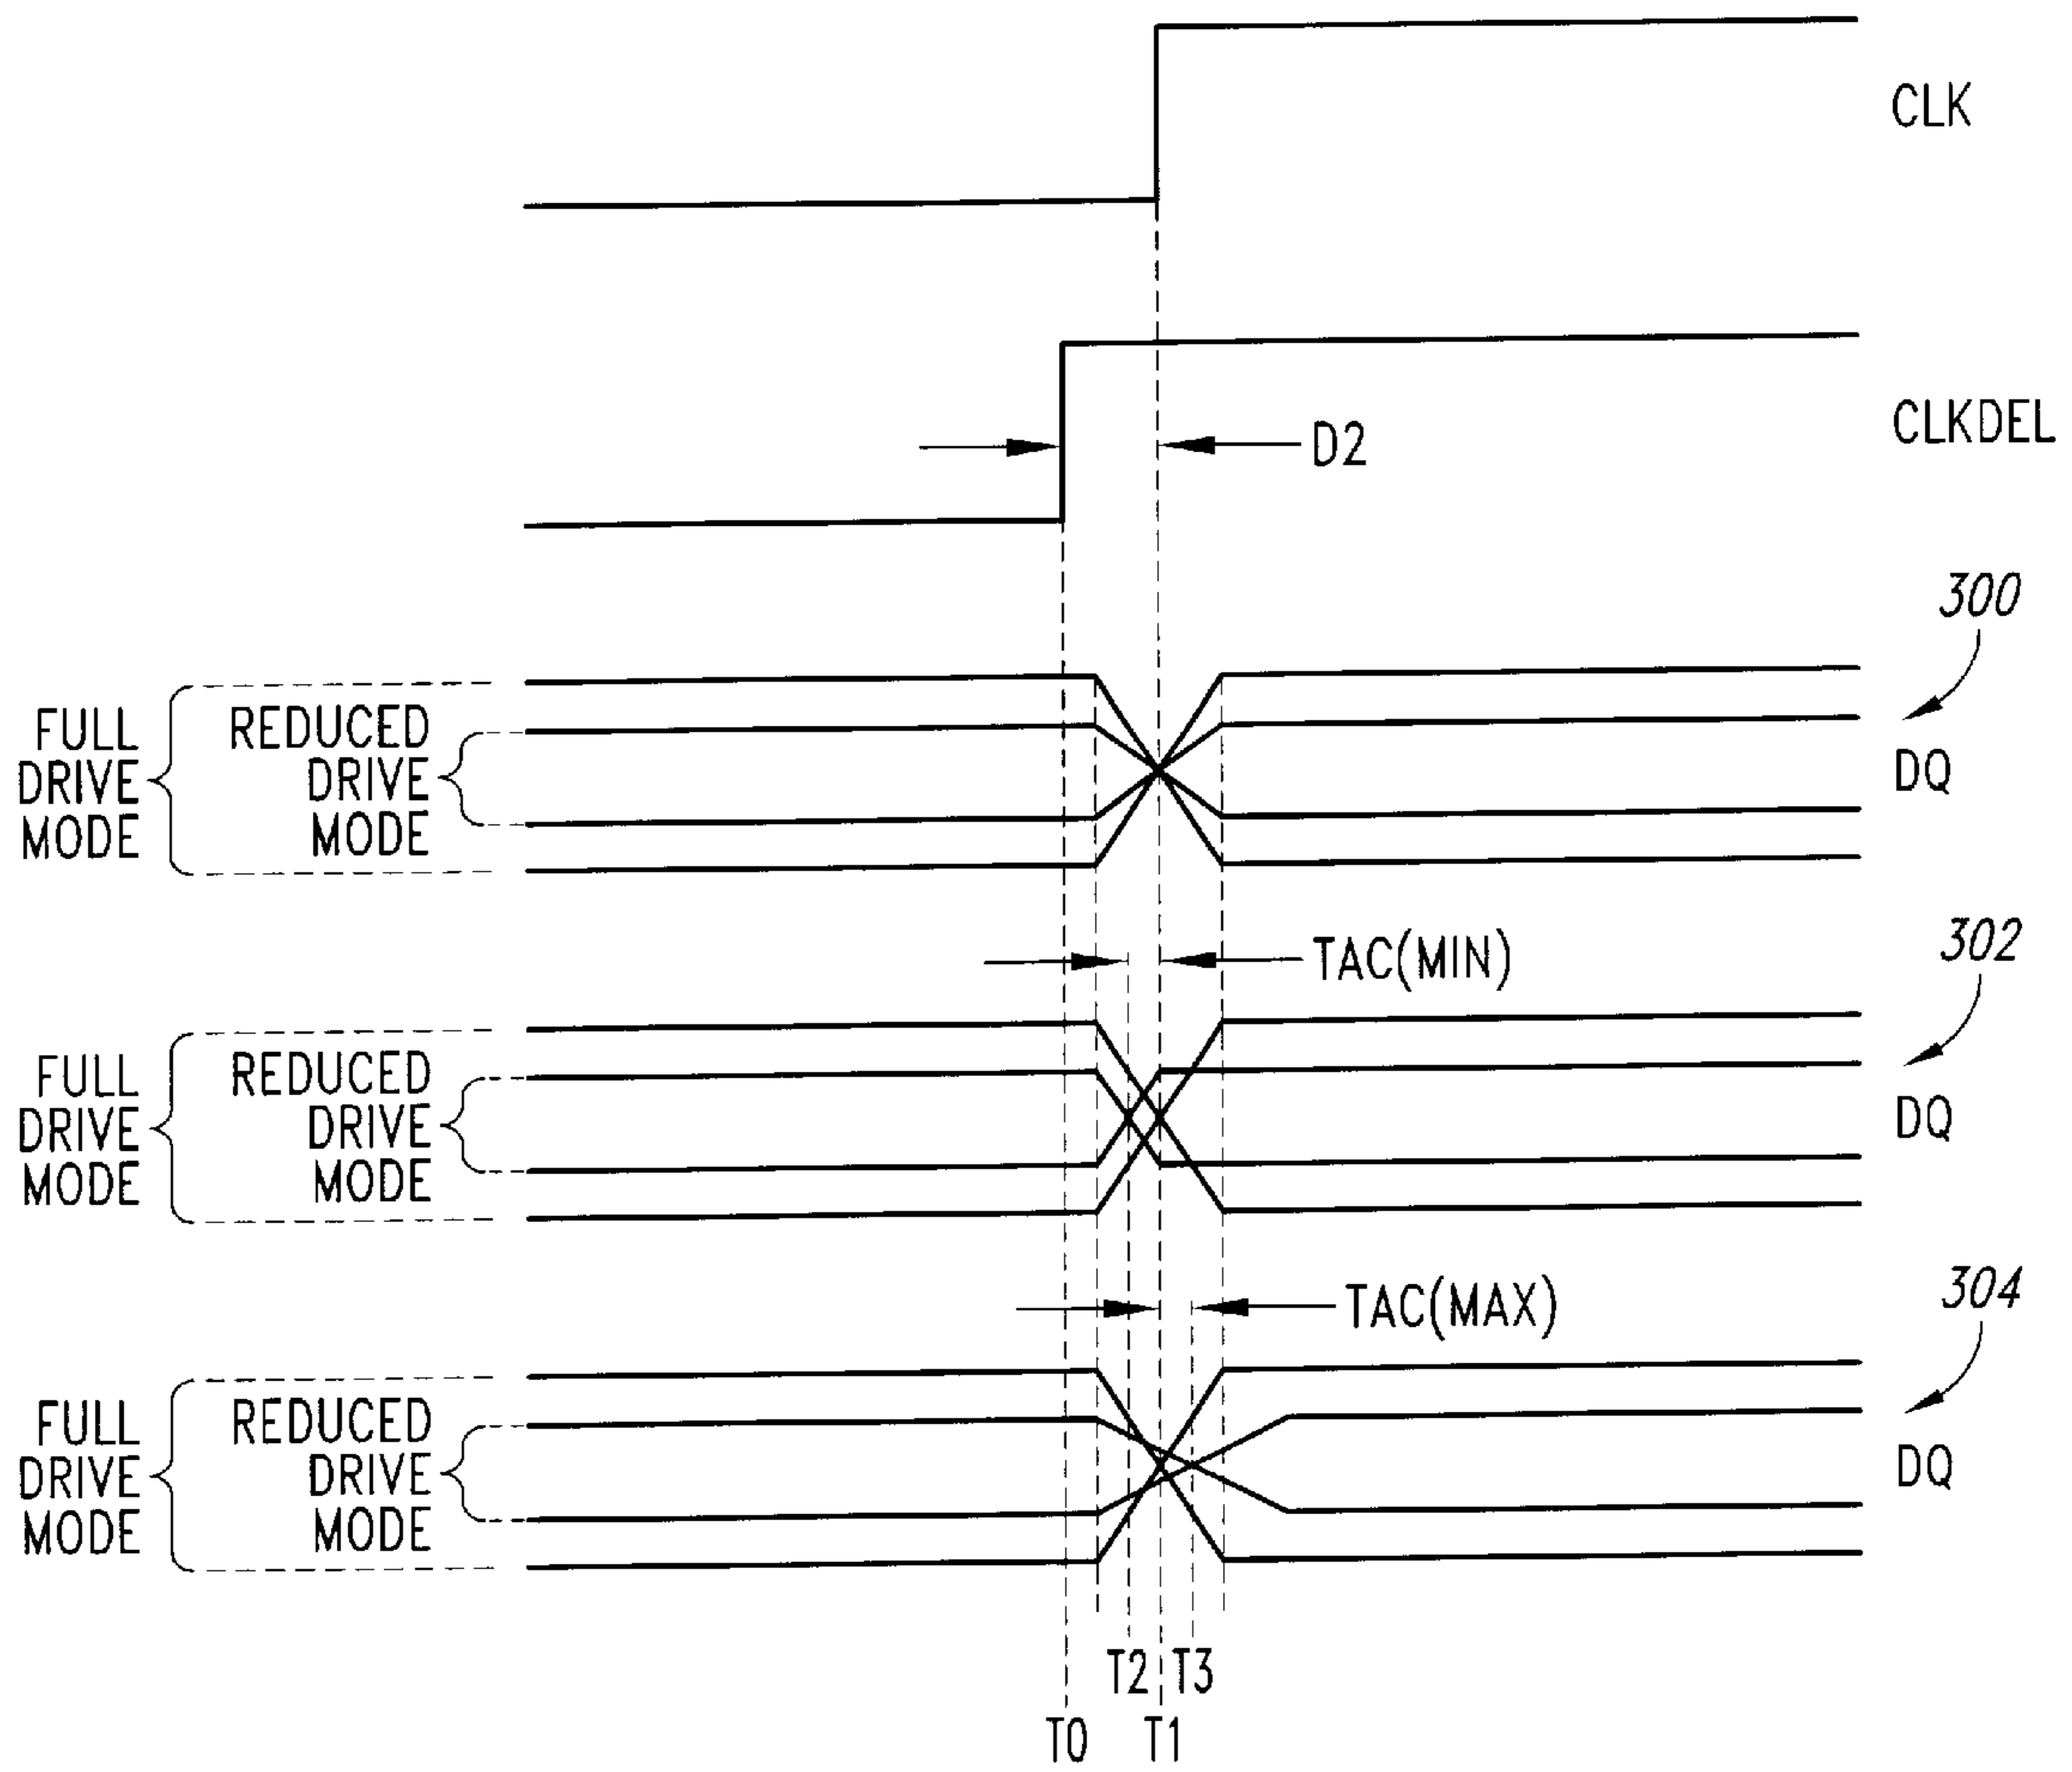 CLK
CLKDEL
D2
300
FULL
DRIVE
MODE
REDUCED
DRIVE
MODE
DQ
TAC(MIN)
302
FULL
DRIVE
MODE
REDUCED
DRIVE
MODE
DQ
TAC(MAX)
304
FULL
DRIVE
MODE
REDUCED
DRIVE
MODE
DQ
T2 T3
T0 T1